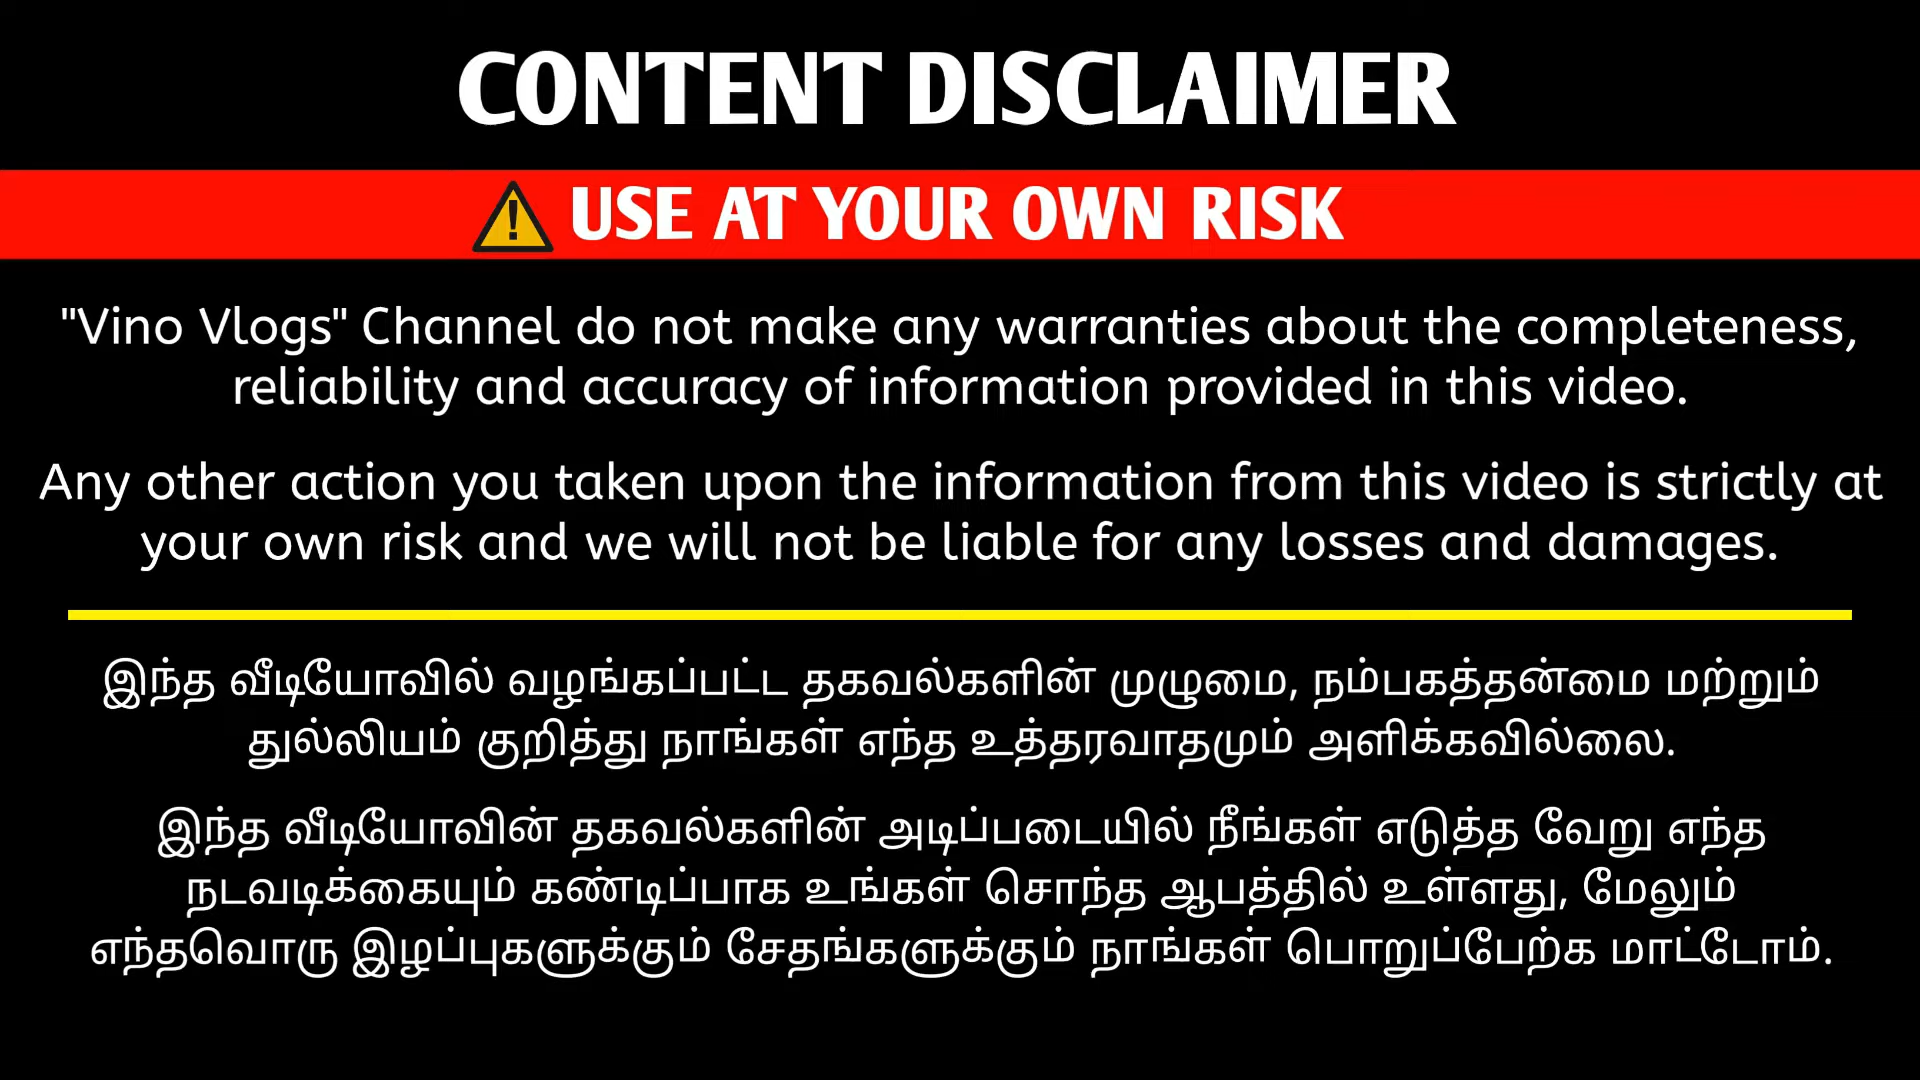 CONTENT DISCLAIMER
USE AT YOUR OWN RISK
"Vino Vlogs" Channel do not make any warranties about the completeness,
reliability and accuracy of information provided in this video.
Any other action you taken upon the information from this video is strictly at
your own risk and we will not be liable for any losses and damages.
இந்த வீடியோவில் வழங்கப்பட்ட தகவல்களின் முழுமை, நம்பகத்தன்மை மற்றும்
துல்லியம் குறித்து நாங்கள் எந்த உத்தரவாதமும் அளிக்கவில்லை.
இந்த வீடியோவின் தகவல்களின் அடிப்படையில் நீங்கள் எடுத்த வேறு எந்த
நடவடிக்கையும் கண்டிப்பாக உங்கள் சொந்த ஆபத்தில் உள்ளது, மேலும்
எந்தவொரு இழப்புகளுக்கும் சேதங்களுக்கும் நாங்கள் பொறுப்பேற்க மாட்டோம்.